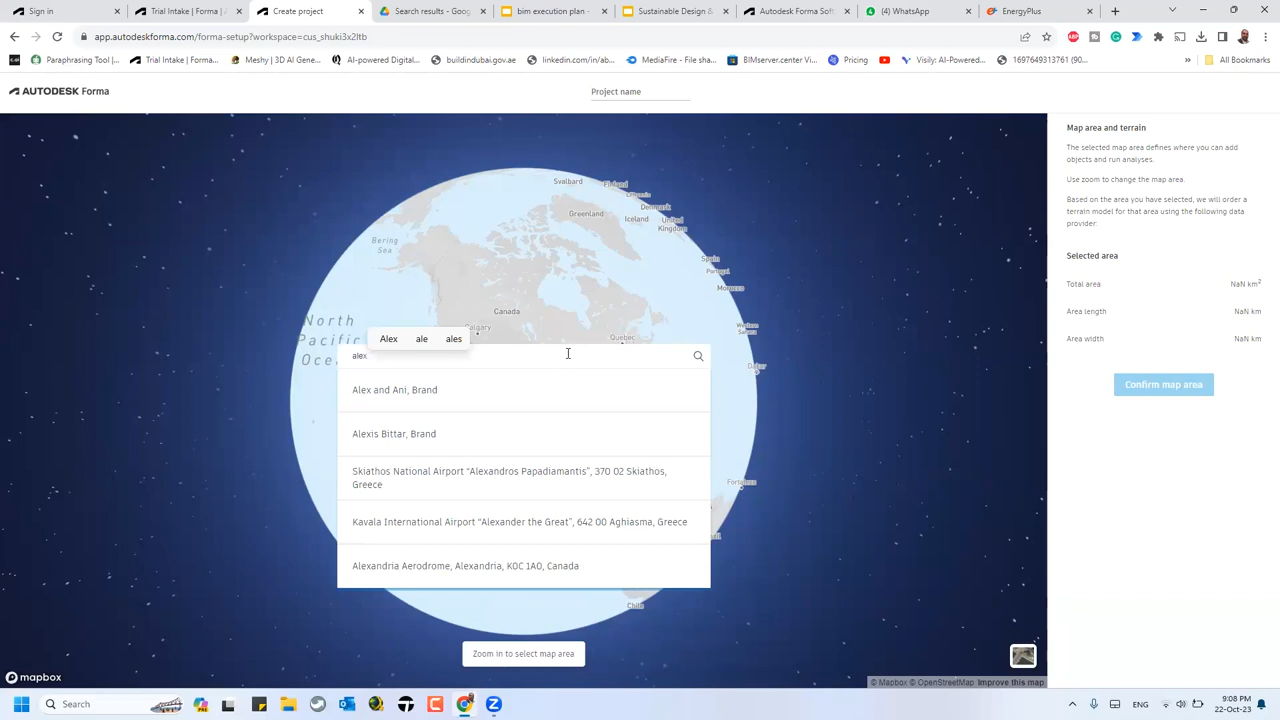 Sign in
Trial Intake | Forma | A
Create project
Search results - Goog
bim execution plan -
Sustainable Design &
Autodesk Forma Soft
(4) WhatsApp
EnergyPlus
app.autodeskforma.com/forma-setup?workspace=cus_shuki3x2ltb
Paraphrasing Tool |...
Trial Intake | Forma...
Meshy | 3D AI Gene...
AI-powered Digital...
buildindubai.gov.ae
linkedin.com/in/ab...
MediaFire - File sha...
BIMserver.center Vi...
Pricing
Visily: AI-Powered...
1697649313761 (90...
»
All Bookmarks
AUTODESK Forma
Project name
Svalbard
Finland
Greenland
Denmark
Iceland
United Kingdom
Bering Sea
Spain
Portugal
Morocco
Canada
North Pacific Oce
Calgary
Quebec
Western Sahara
Dakar
Fortaleza
Chile
Alex ale ales
alex
Alex and Ani, Brand
Alexis Bittar, Brand
Skiathos National Airport “Alexandros Papadiamantis”, 370 02 Skiathos,
Greece
Kavala International Airport “Alexander the Great”, 642 00 Aghiasma, Greece
Alexandria Aerodrome, Alexandria, K0C 1A0, Canada
Zoom in to select map area
mapbox
© Mapbox © OpenStreetMap Improve this map
Map area and terrain
The selected map area defines where you can add
objects and run analyses.
Use zoom to change the map area.
Based on the area you have selected, we will order a
terrain model for that area using the following data
provider:
Selected area
Total area NaN km2
Area length NaN km
Area width NaN km
Confirm map area
Search
ENG
9:08 PM
22-Oct-23